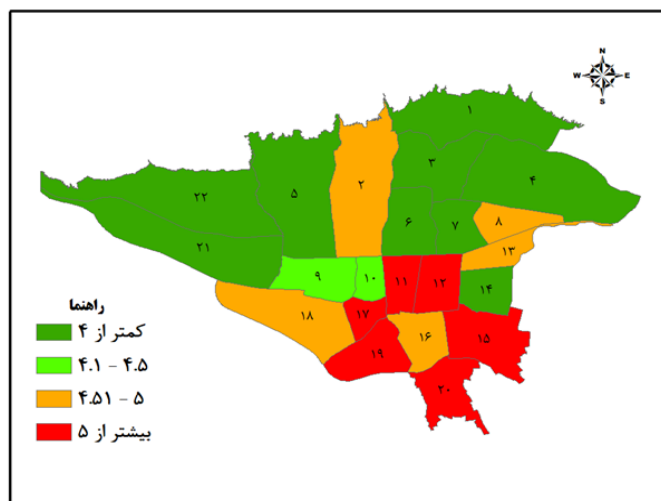 N
W E
S
۱
۳
۴
۲
۵
۲۲
۶
۷
۸
۲۱
۱۳
۹
۱۰
۱۱
۱۲
۱۴
۱۸
۱۷
۱۶
۱۵
۱۹
۲۰
راهنما
کمتر از ۴
۴.۱ – ۴.۵
۴.۵۱ – ۵
بیشتر از ۵